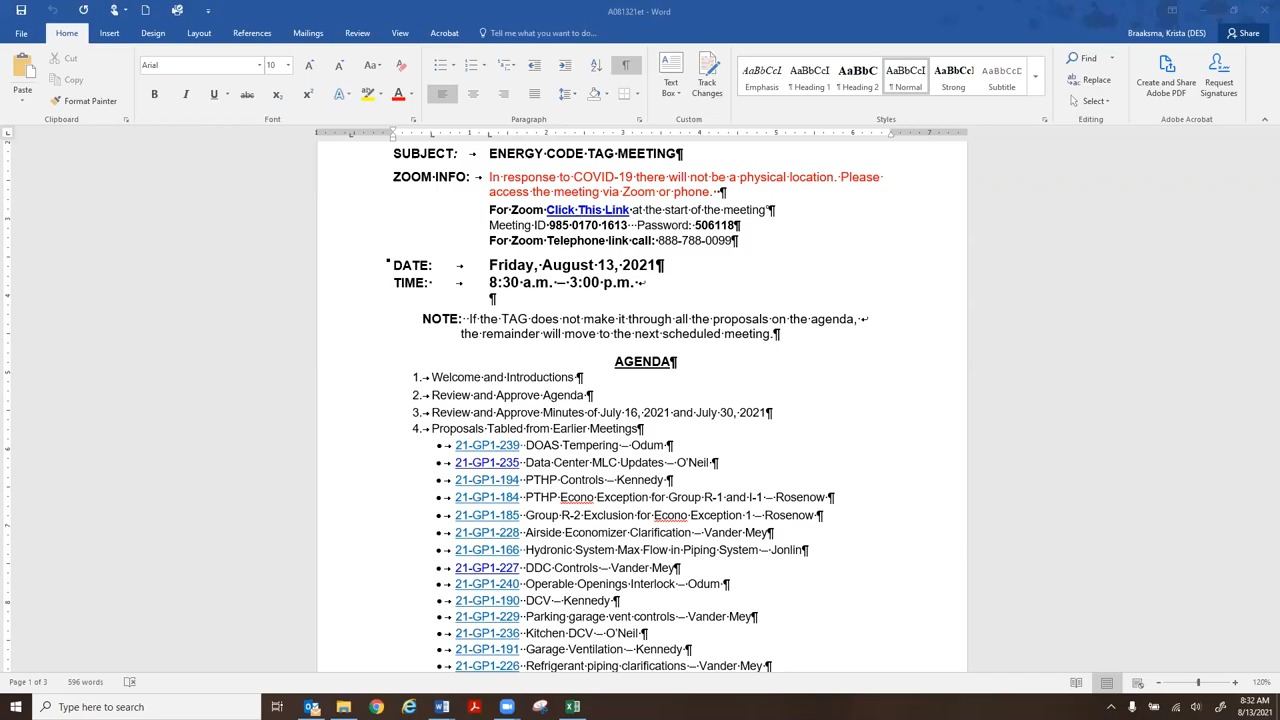 A081321et - Word
Braaksma, Krista (DES)
File Home Insert Design Layout References Mailings Review View Acrobat Tell me what you want to do... Share
Cut
Copy
Paste
Format Painter
Clipboard
Arial 10
Font
Paragraph
Text Box
Track Changes
Custom
AaBbCcI AaBbCcI AaBbC AaBbCcI AaBbCcI AaBbCcI
Emphasis ¶ Heading 1 ¶ Heading 2 ¶ Normal Strong Subtitle
Styles
Find
Replace
Select
Editing
Create and Share Adobe PDF
Request Signatures
Adobe Acrobat
SUBJECT: → ENERGY·CODE·TAG·MEETING¶
ZOOM·INFO: → In·response·to·COVID-19·there·will·not·be·a·physical·location.·Please·
access·the·meeting·via·Zoom·or·phone.··¶
For·Zoom·Click·This·Link·at·the·start·of·the·meeting¶
Meeting·ID·985·0170·1613···Password:·506118¶
For·Zoom·Telephone·link·call:·888-788-0099¶
DATE: → Friday,·August·13,·2021¶
TIME:· → 8:30·a.m.·–·3:00·p.m.·↵
¶
NOTE:··If·the·TAG·does·not·make·it·through·all·the·proposals·on·the·agenda,·↵
the·remainder·will·move·to·the·next·scheduled·meeting.¶
AGENDA¶
1.→Welcome·and·Introductions·¶
2.→Review·and·Approve·Agenda·¶
3.→Review·and·Approve·Minutes·of·July·16,·2021·and·July·30,·2021¶
4.→Proposals·Tabled·from·Earlier·Meetings¶
•→21-GP1-239··DOAS·Tempering·–·Odum·¶
•→21-GP1-235··Data·Center·MLC·Updates·–·O'Neil·¶
•→21-GP1-194··PTHP·Controls·–·Kennedy¶
•→21-GP1-184··PTHP·Econo·Exception·for·Group·R-1·and·I-1·–·Rosenow·¶
•→21-GP1-185··Group·R-2·Exclusion·for·Econo·Exception·1·–·Rosenow·¶
•→21-GP1-228··Airside·Economizer·Clarification·–·Vander·Mey¶
•→21-GP1-166··Hydronic·System·Max·Flow·in·Piping·System·–·Jonlin¶
•→21-GP1-227··DDC·Controls·–·Vander·Mey¶
•→21-GP1-240··Operable·Openings·Interlock·–·Odum·¶
•→21-GP1-190··DCV·–·Kennedy·¶
•→21-GP1-229··Parking·garage·vent·controls·–·Vander·Mey¶
•→21-GP1-236··Kitchen·DCV·–·O'Neil·¶
•→21-GP1-191··Garage·Ventilation·–·Kennedy·¶
•→21-GP1-226··Refrigerant·piping·clarifications·–·Vander·Mey·¶
Page 1 of 3 596 words 120%
Type here to search
8:32 AM
8/13/2021